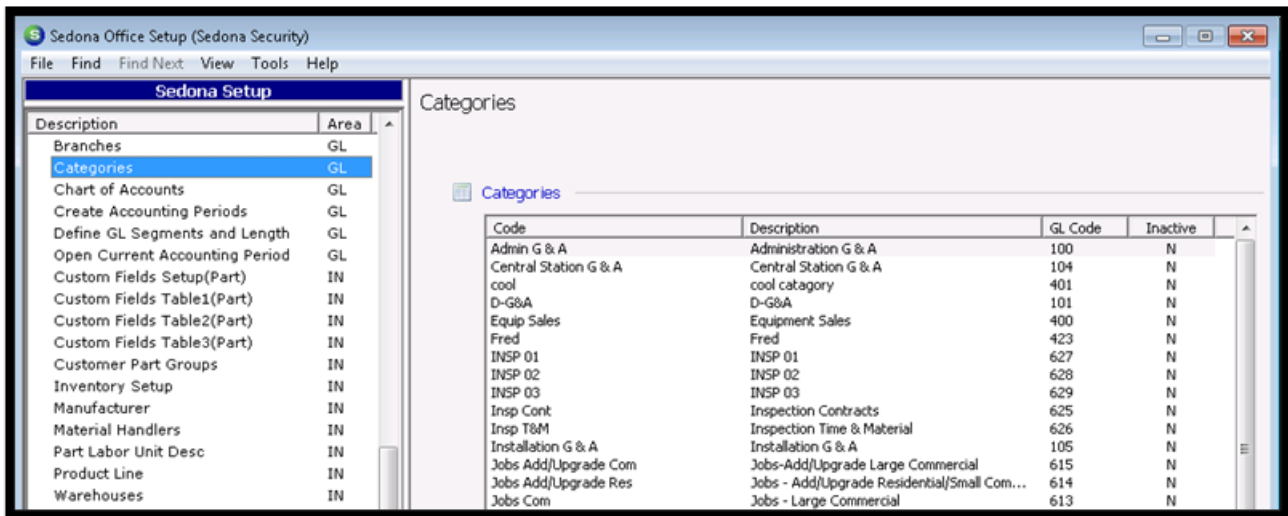 Sedona Office Setup (Sedona Security)
File Find Find Next View Tools Help
Sedona Setup
Description Area
Branches GL
Categories GL
Chart of Accounts GL
Create Accounting Periods GL
Define GL Segments and Length GL
Open Current Accounting Period GL
Custom Fields Setup(Part) IN
Custom Fields Table1(Part) IN
Custom Fields Table2(Part) IN
Custom Fields Table3(Part) IN
Customer Part Groups IN
Inventory Setup IN
Manufacturer IN
Material Handlers IN
Part Labor Unit Desc IN
Product Line IN
Warehouses IN
Categories
Categories
Code Description GL Code Inactive
Admin G & A Administration G & A 100 N
Central Station G & A Central Station G & A 104 N
cool cool catagory 401 N
D-G&A D-G&A 101 N
Equip Sales Equipment Sales 400 N
Fred Fred 423 N
INSP 01 INSP 01 627 N
INSP 02 INSP 02 628 N
INSP 03 INSP 03 629 N
Insp Cont Inspection Contracts 625 N
Insp T&M Inspection Time & Material 626 N
Installation G & A Installation G & A 105 N
Jobs Add/Upgrade Com Jobs-Add/Upgrade Large Commercial 615 N
Jobs Add/Upgrade Res Jobs - Add/Upgrade Residential/Small Com... 614 N
Jobs Com Jobs - Large Commercial 613 N